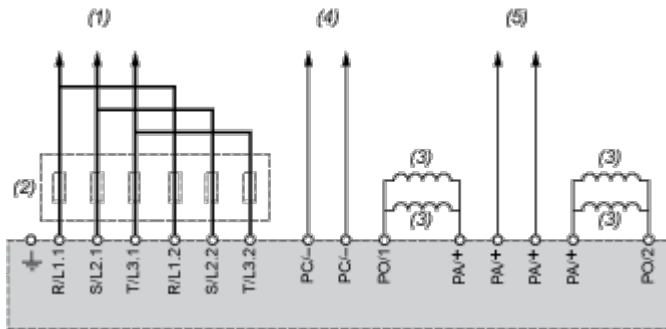 (1) (4) (5)
(3) (3)
(2)
(3) (3)
R/L1.1 S/L2.1 T/L3.1 R/L1.2 S/L2.2 T/L3.2 PC/– PC/– PO/1 PA/+ PA/+ PA/+ PA/+ PO/2